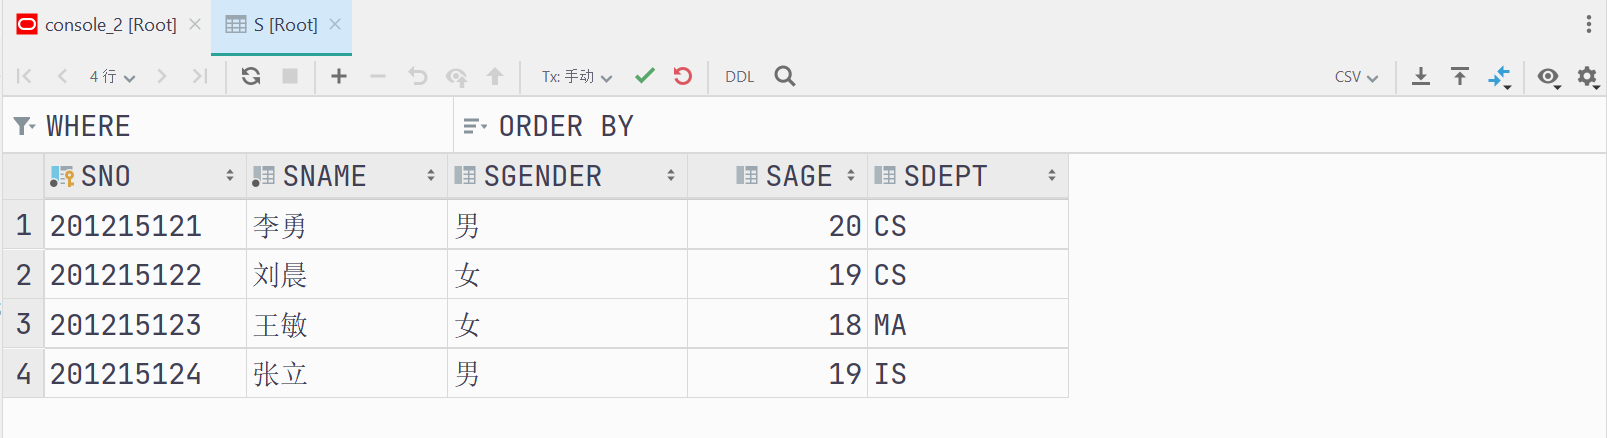 console_2 [Root] S [Root]
4 行 Tx: 手动 DDL CSV
WHERE ORDER BY
SNO SNAME SGENDER SAGE SDEPT
1 201215121 李勇 男 20 CS
2 201215122 刘晨 女 19 CS
3 201215123 王敏 女 18 MA
4 201215124 张立 男 19 IS